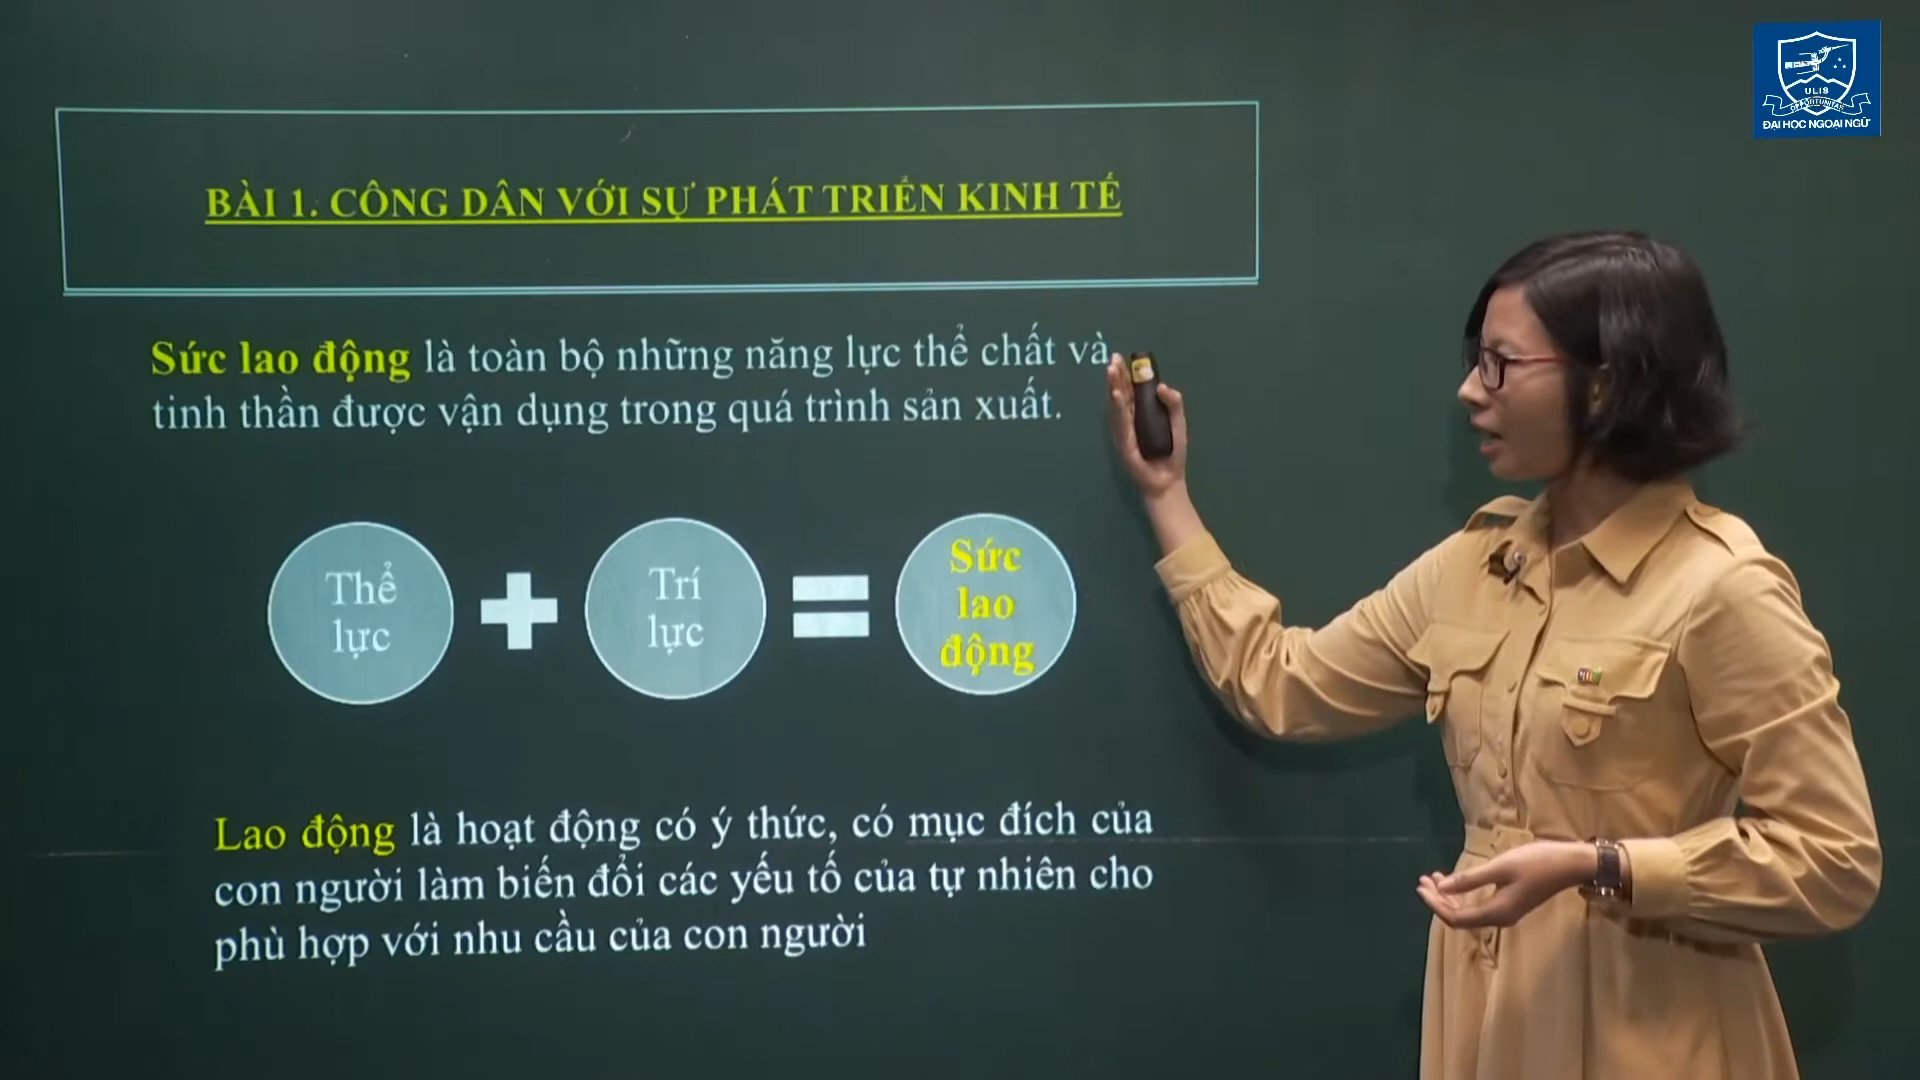 ULIS
ĐẠI HỌC NGOẠI NGỮ
BÀI 1. CÔNG DÂN VỚI SỰ PHÁT TRIỂN KINH TẾ
Sức lao động là toàn bộ những năng lực thể chất và
tinh thần được vận dụng trong quá trình sản xuất.
Thể
lực
Trí
lực
Sức
lao
động
Lao động là hoạt động có ý thức, có mục đích của
con người làm biến đổi các yếu tố của tự nhiên cho
phù hợp với nhu cầu của con người